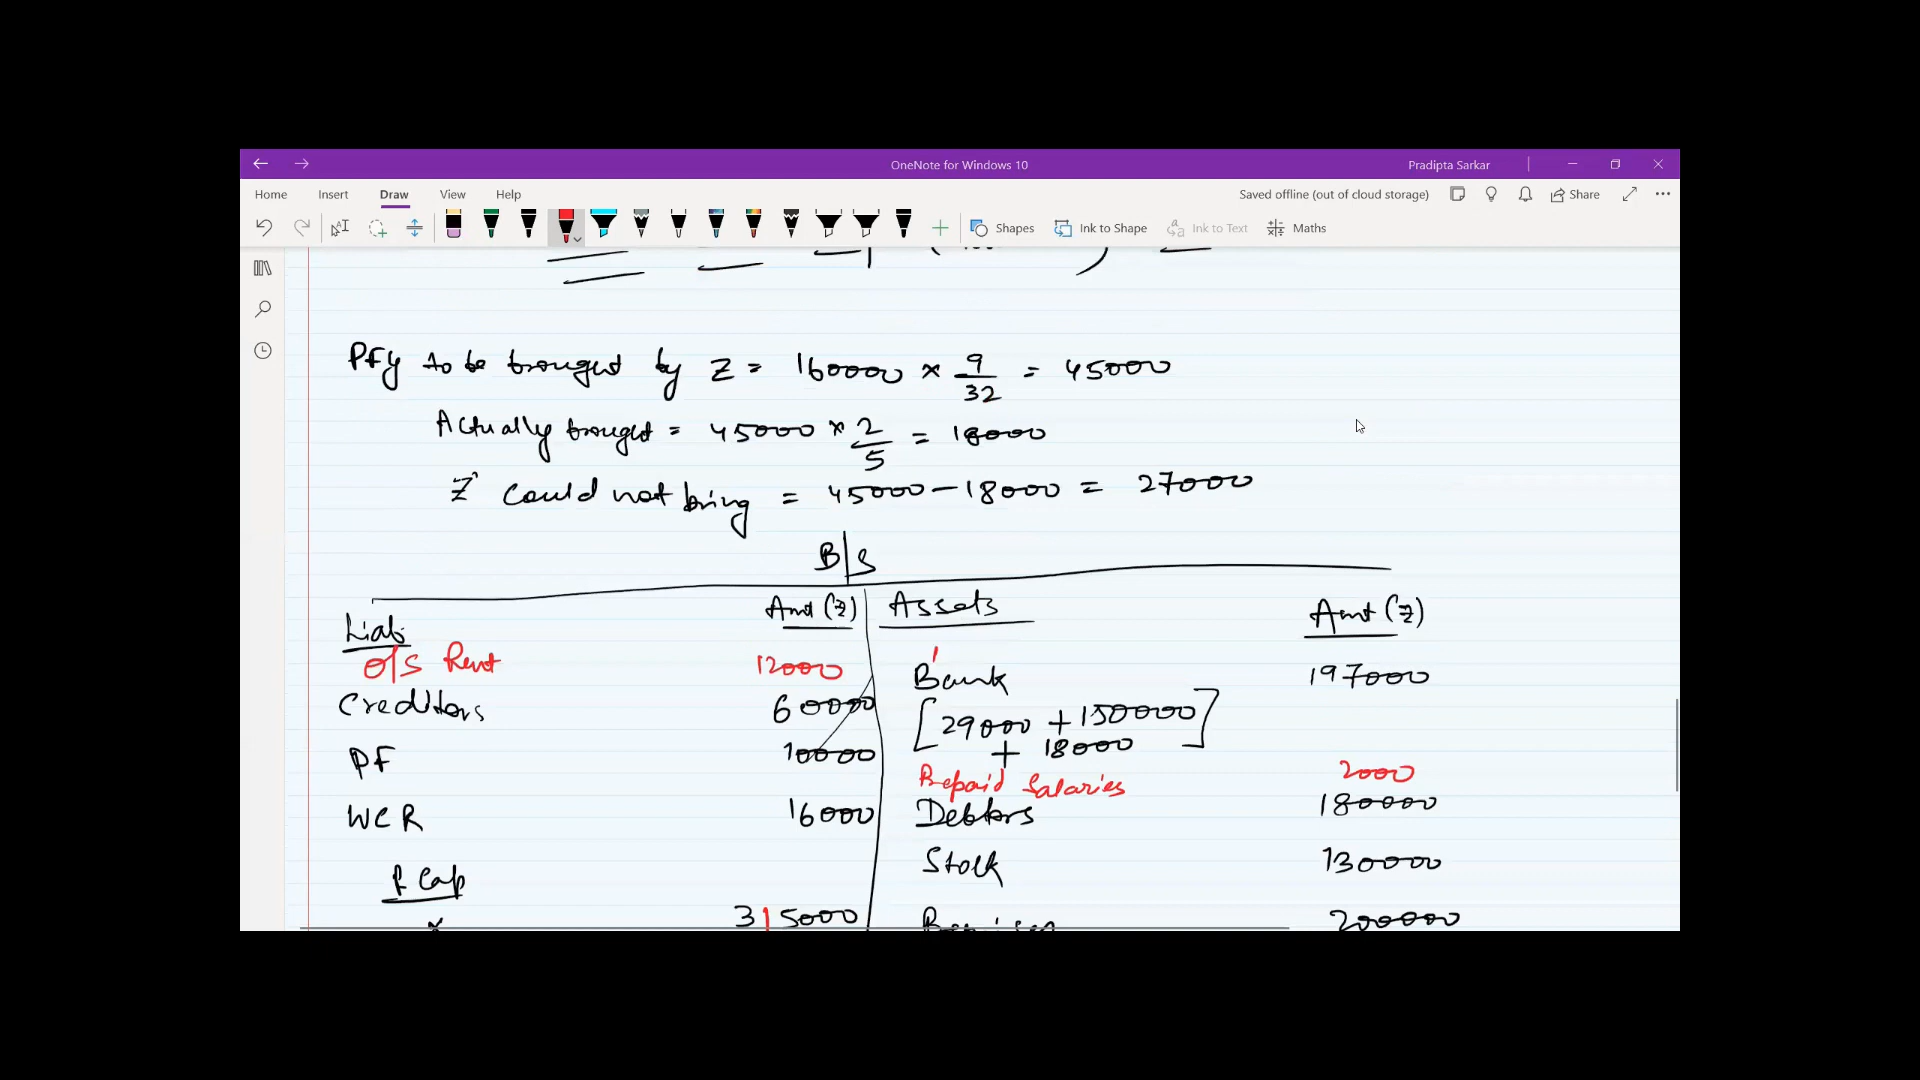 OneNote for Windows 10
Pradipta Sarkar
Home Insert Draw View Help
Saved offline (out of cloud storage)
Share
Shapes Ink to Shape Ink to Text Maths
Pfy to be brought by Z = 160000 × 9/32 = 45000
Actually brought = 45000 × 2/5 = 18000
Z could not bring = 45000 - 18000 = 27000
B/S
Liab. Amt (₹) Assets Amt (₹)
O/S Rent 12000 Bank 197000
Creditors 60000 [29000 + 150000
PF 10000 + 18000]
Prepaid Salaries 2000
WCR 16000 Debtors 180000
Stock 130000
P Cap
X 315000 200000